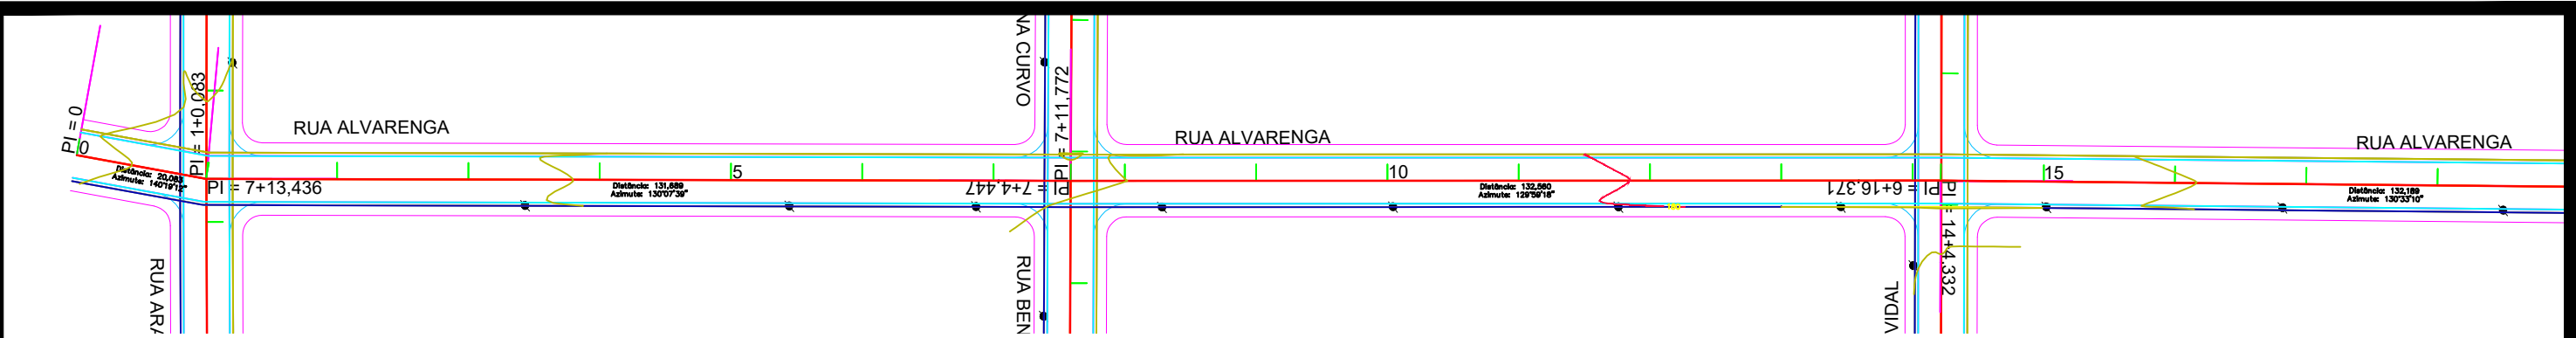 PI = 0
0
Distância: 20,083
Azimute: 140°19'12"
PI = 1+0,083
PI = 7+13,436
RUA ARA
RUA ALVARENGA
Distância: 131,689
Azimute: 130°07'39"
5
NA CURVO
PI = 7+11,772
PI = 7+4,447
RUA BEN
RUA ALVARENGA
10
Distância: 132,560
Azimute: 129°59'18"
PI = 6+16,371
PI = 14+4,332
VIDAL
15
RUA ALVARENGA
Distância: 132,189
Azimute: 130°33'10"